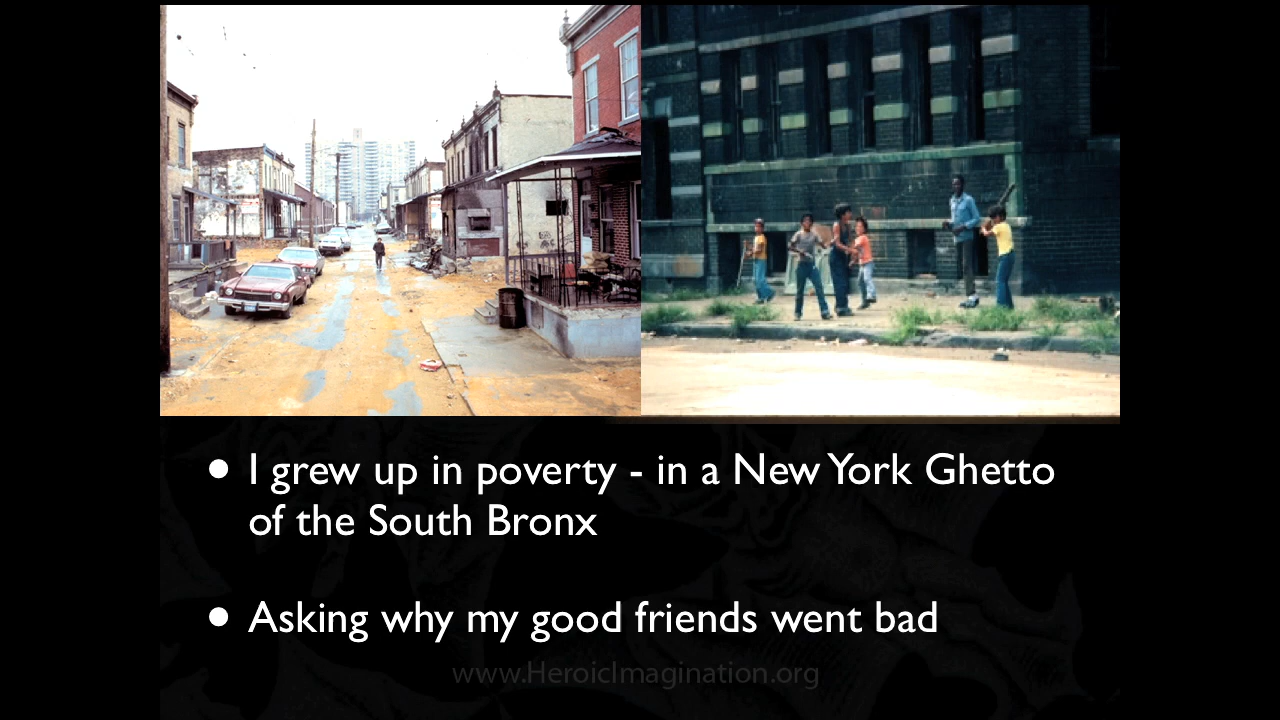 • I grew up in poverty - in a New York Ghetto
of the South Bronx
• Asking why my good friends went bad
www.HeroicImagination.org